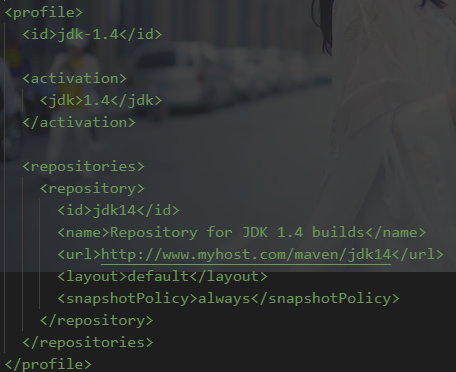 <profile>
<id>jdk-1.4</id>
<activation>
<jdk>1.4</jdk>
</activation>
<repositories>
<repository>
<id>jdk14</id>
<name>Repository for JDK 1.4 builds</name>
<url>http://www.myhost.com/maven/jdk14</url>
<layout>default</layout>
<snapshotPolicy>always</snapshotPolicy>
</repository>
</repositories>
</profile>